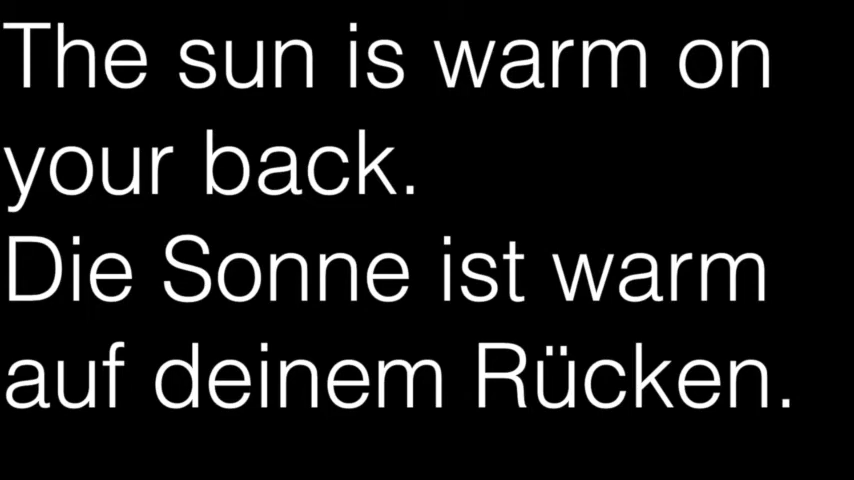 The sun is warm on
your back.
Die Sonne ist warm
auf deinem Rücken.